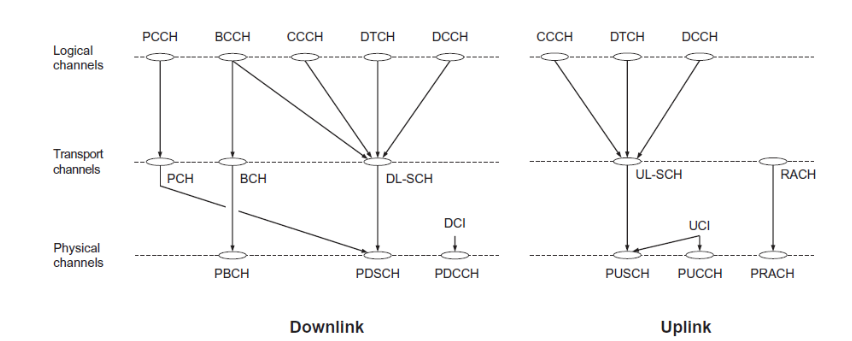 PCCH BCCH CCCH DTCH DCCH CCCH DTCH DCCH
Logical
channels
Transport
channels
PCH BCH DL-SCH UL-SCH RACH
DCI UCI
Physical
channels
PBCH PDSCH PDCCH PUSCH PUCCH PRACH
Downlink Uplink